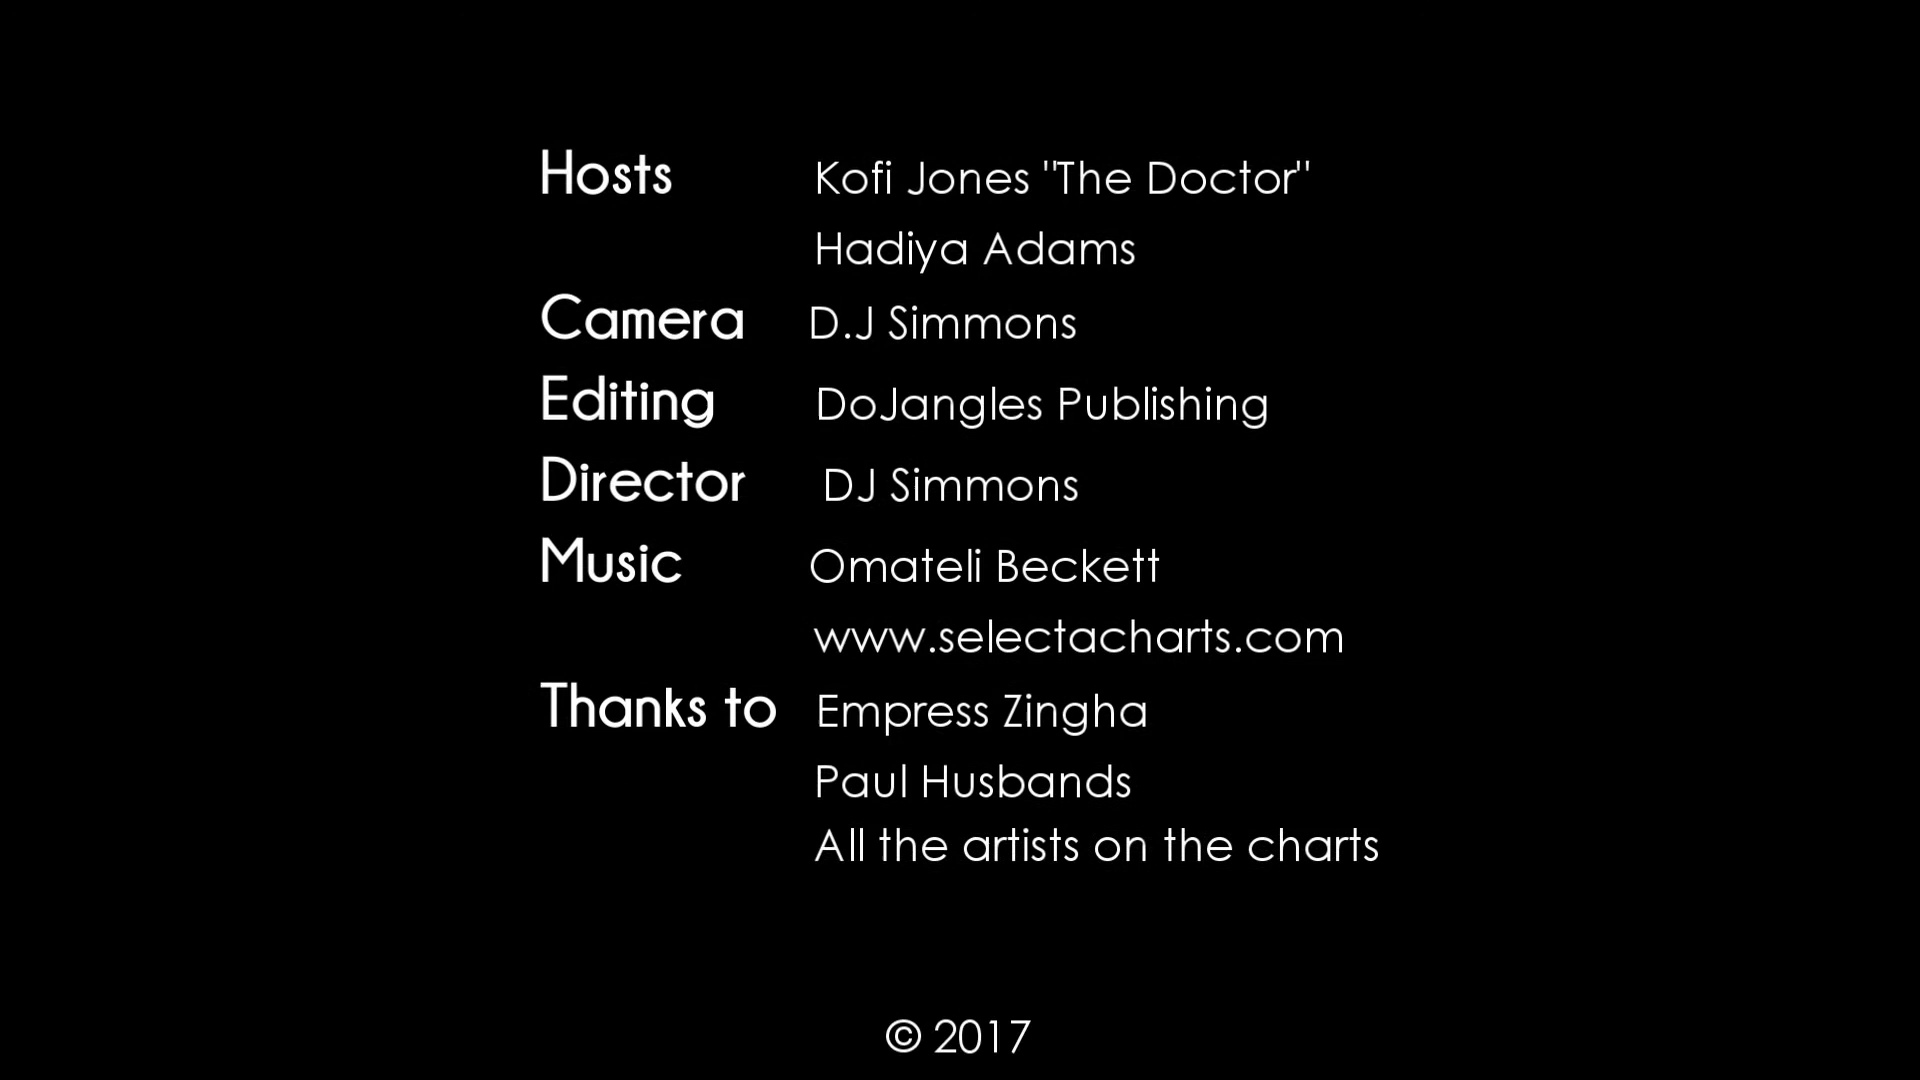 Hosts Kofi Jones "The Doctor"
Hadiya Adams
Camera D.J Simmons
Editing DoJangles Publishing
Director DJ Simmons
Music Omateli Beckett
www.selectacharts.com
Thanks to Empress Zingha
Paul Husbands
All the artists on the charts
© 2017